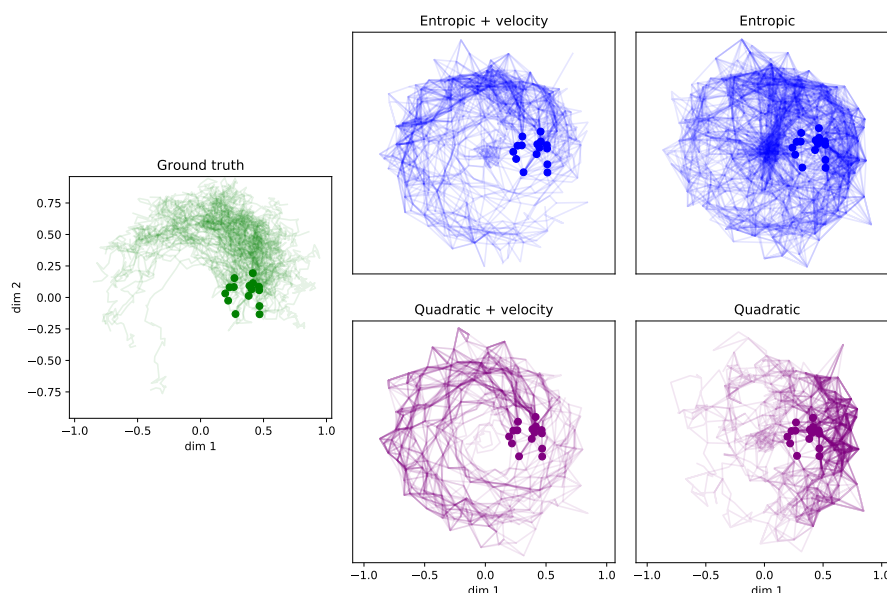 Entropic + velocity
Entropic
Ground truth
0.75
0.50
0.25
0.00
−0.25
−0.50
−0.75
dim 2
−1.0 −0.5 0.0 0.5 1.0
dim 1
Quadratic + velocity
Quadratic
−1.0 −0.5 0.0 0.5 1.0
dim 1
−1.0 −0.5 0.0 0.5 1.0
dim 1